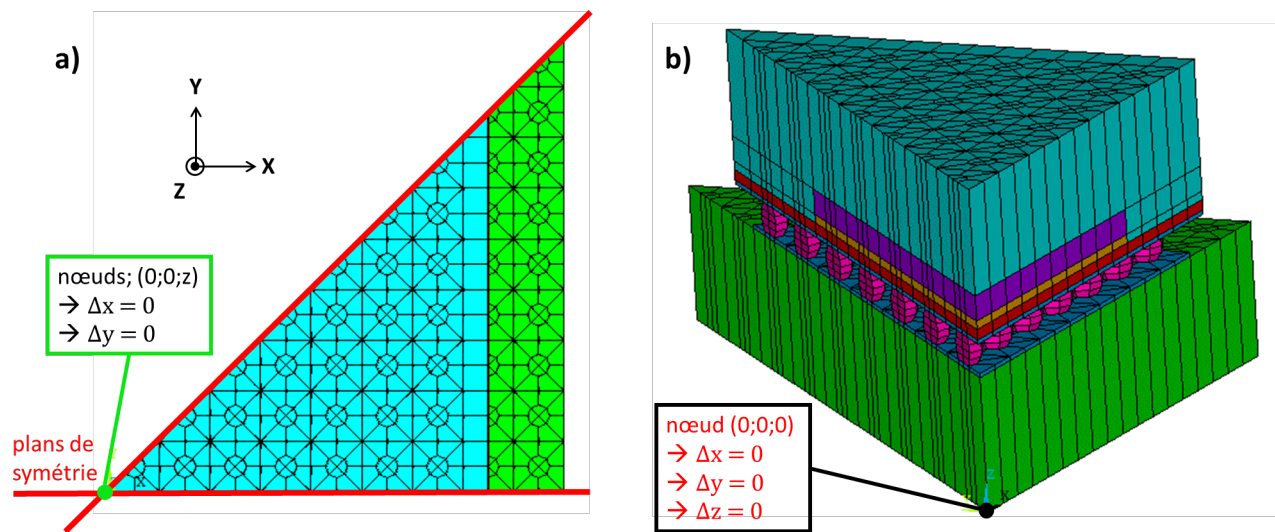 a)
Y
X
Z
nœuds; (0;0;z)
→ Δx = 0
→ Δy = 0
plans de
symétrie
X
b)
nœud (0;0;0)
→ Δx = 0
→ Δy = 0
→ Δz = 0
Z
X